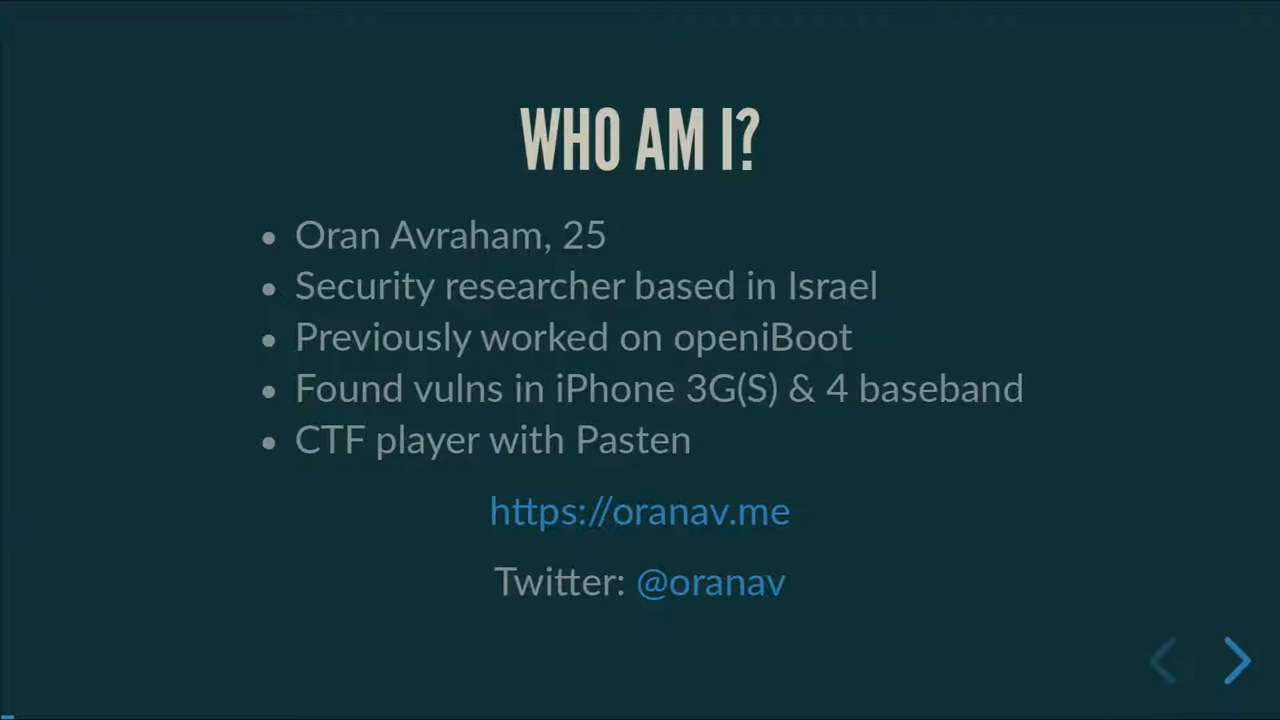 WHO AM I?
Oran Avraham, 25
Security researcher based in Israel
Previously worked on openiBoot
Found vulns in iPhone 3G(S) & 4 baseband
CTF player with Pasten
https://oranav.me
Twitter: @oranav